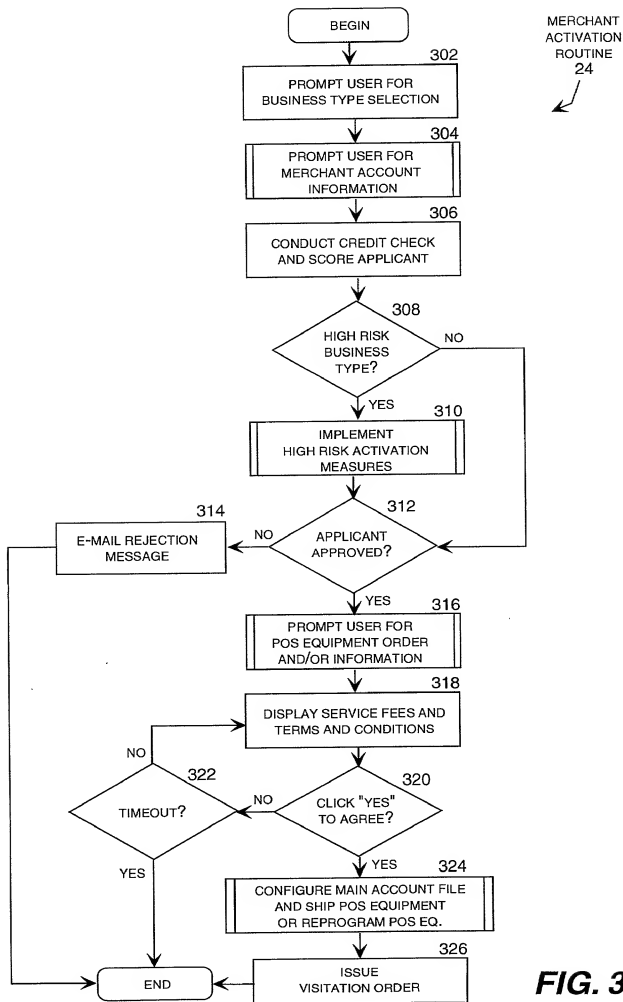 BEGIN
MERCHANT
ACTIVATION
ROUTINE
24
302
PROMPT USER FOR
BUSINESS TYPE SELECTION
304
PROMPT USER FOR
MERCHANT ACCOUNT
INFORMATION
306
CONDUCT CREDIT CHECK
AND SCORE APPLICANT
308
HIGH RISK
BUSINESS
TYPE?
NO
YES
310
IMPLEMENT
HIGH RISK ACTIVATION
MEASURES
312
APPLICANT
APPROVED?
NO
314
E-MAIL REJECTION
MESSAGE
YES
316
PROMPT USER FOR
POS EQUIPMENT ORDER
AND/OR INFORMATION
318
DISPLAY SERVICE FEES AND
TERMS AND CONDITIONS
320
CLICK "YES"
TO AGREE?
NO
322
TIMEOUT?
NO
YES
YES
324
CONFIGURE MAIN ACCOUNT FILE
AND SHIP POS EQUIPMENT
OR REPROGRAM POS EQ.
326
ISSUE
VISITATION ORDER
END
FIG. 3